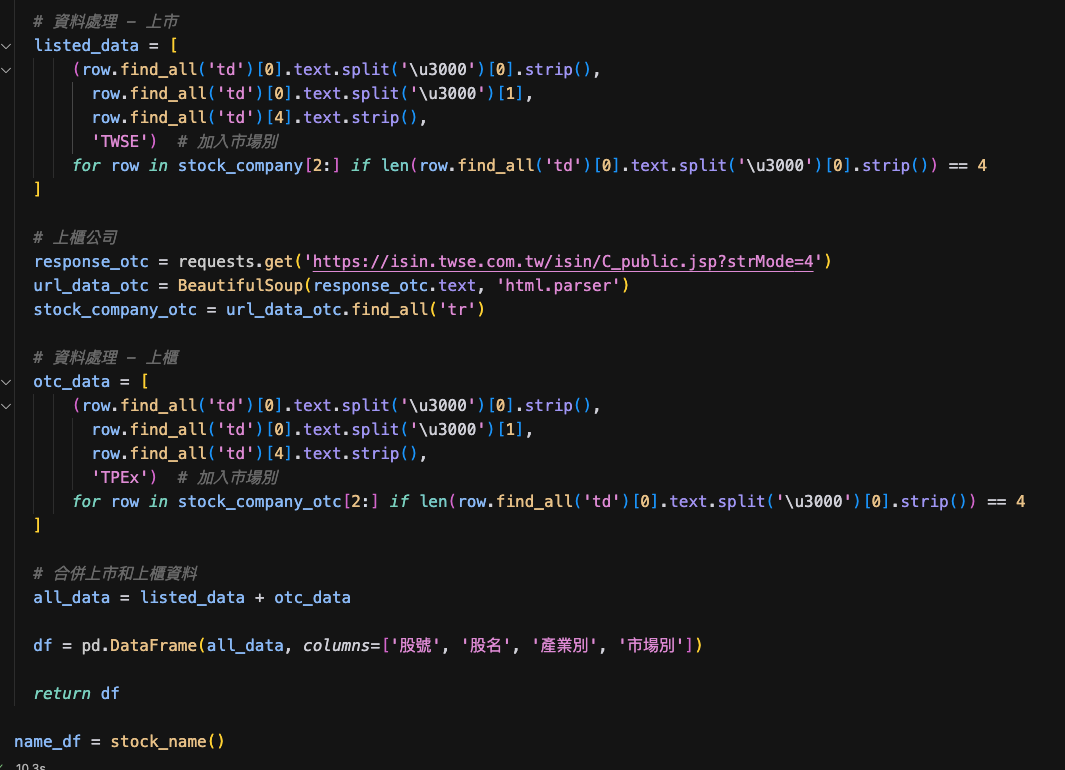 # 資料處理 - 上市
listed_data = [
(row.find_all('td')[0].text.split('\u3000')[0].strip(),
row.find_all('td')[0].text.split('\u3000')[1],
row.find_all('td')[4].text.strip(),
'TWSE')  # 加入市場別
for row in stock_company[2:] if len(row.find_all('td')[0].text.split('\u3000')[0].strip()) == 4
]
# 上櫃公司
response_otc = requests.get('https://isin.twse.com.tw/isin/C_public.jsp?strMode=4')
url_data_otc = BeautifulSoup(response_otc.text, 'html.parser')
stock_company_otc = url_data_otc.find_all('tr')
# 資料處理 - 上櫃
otc_data = [
(row.find_all('td')[0].text.split('\u3000')[0].strip(),
row.find_all('td')[0].text.split('\u3000')[1],
row.find_all('td')[4].text.strip(),
'TPEx')  # 加入市場別
for row in stock_company_otc[2:] if len(row.find_all('td')[0].text.split('\u3000')[0].strip()) == 4
]
# 合併上市和上櫃資料
all_data = listed_data + otc_data
df = pd.DataFrame(all_data, columns=['股號', '股名', '產業別', '市場別'])
return df
name_df = stock_name()
10.3s